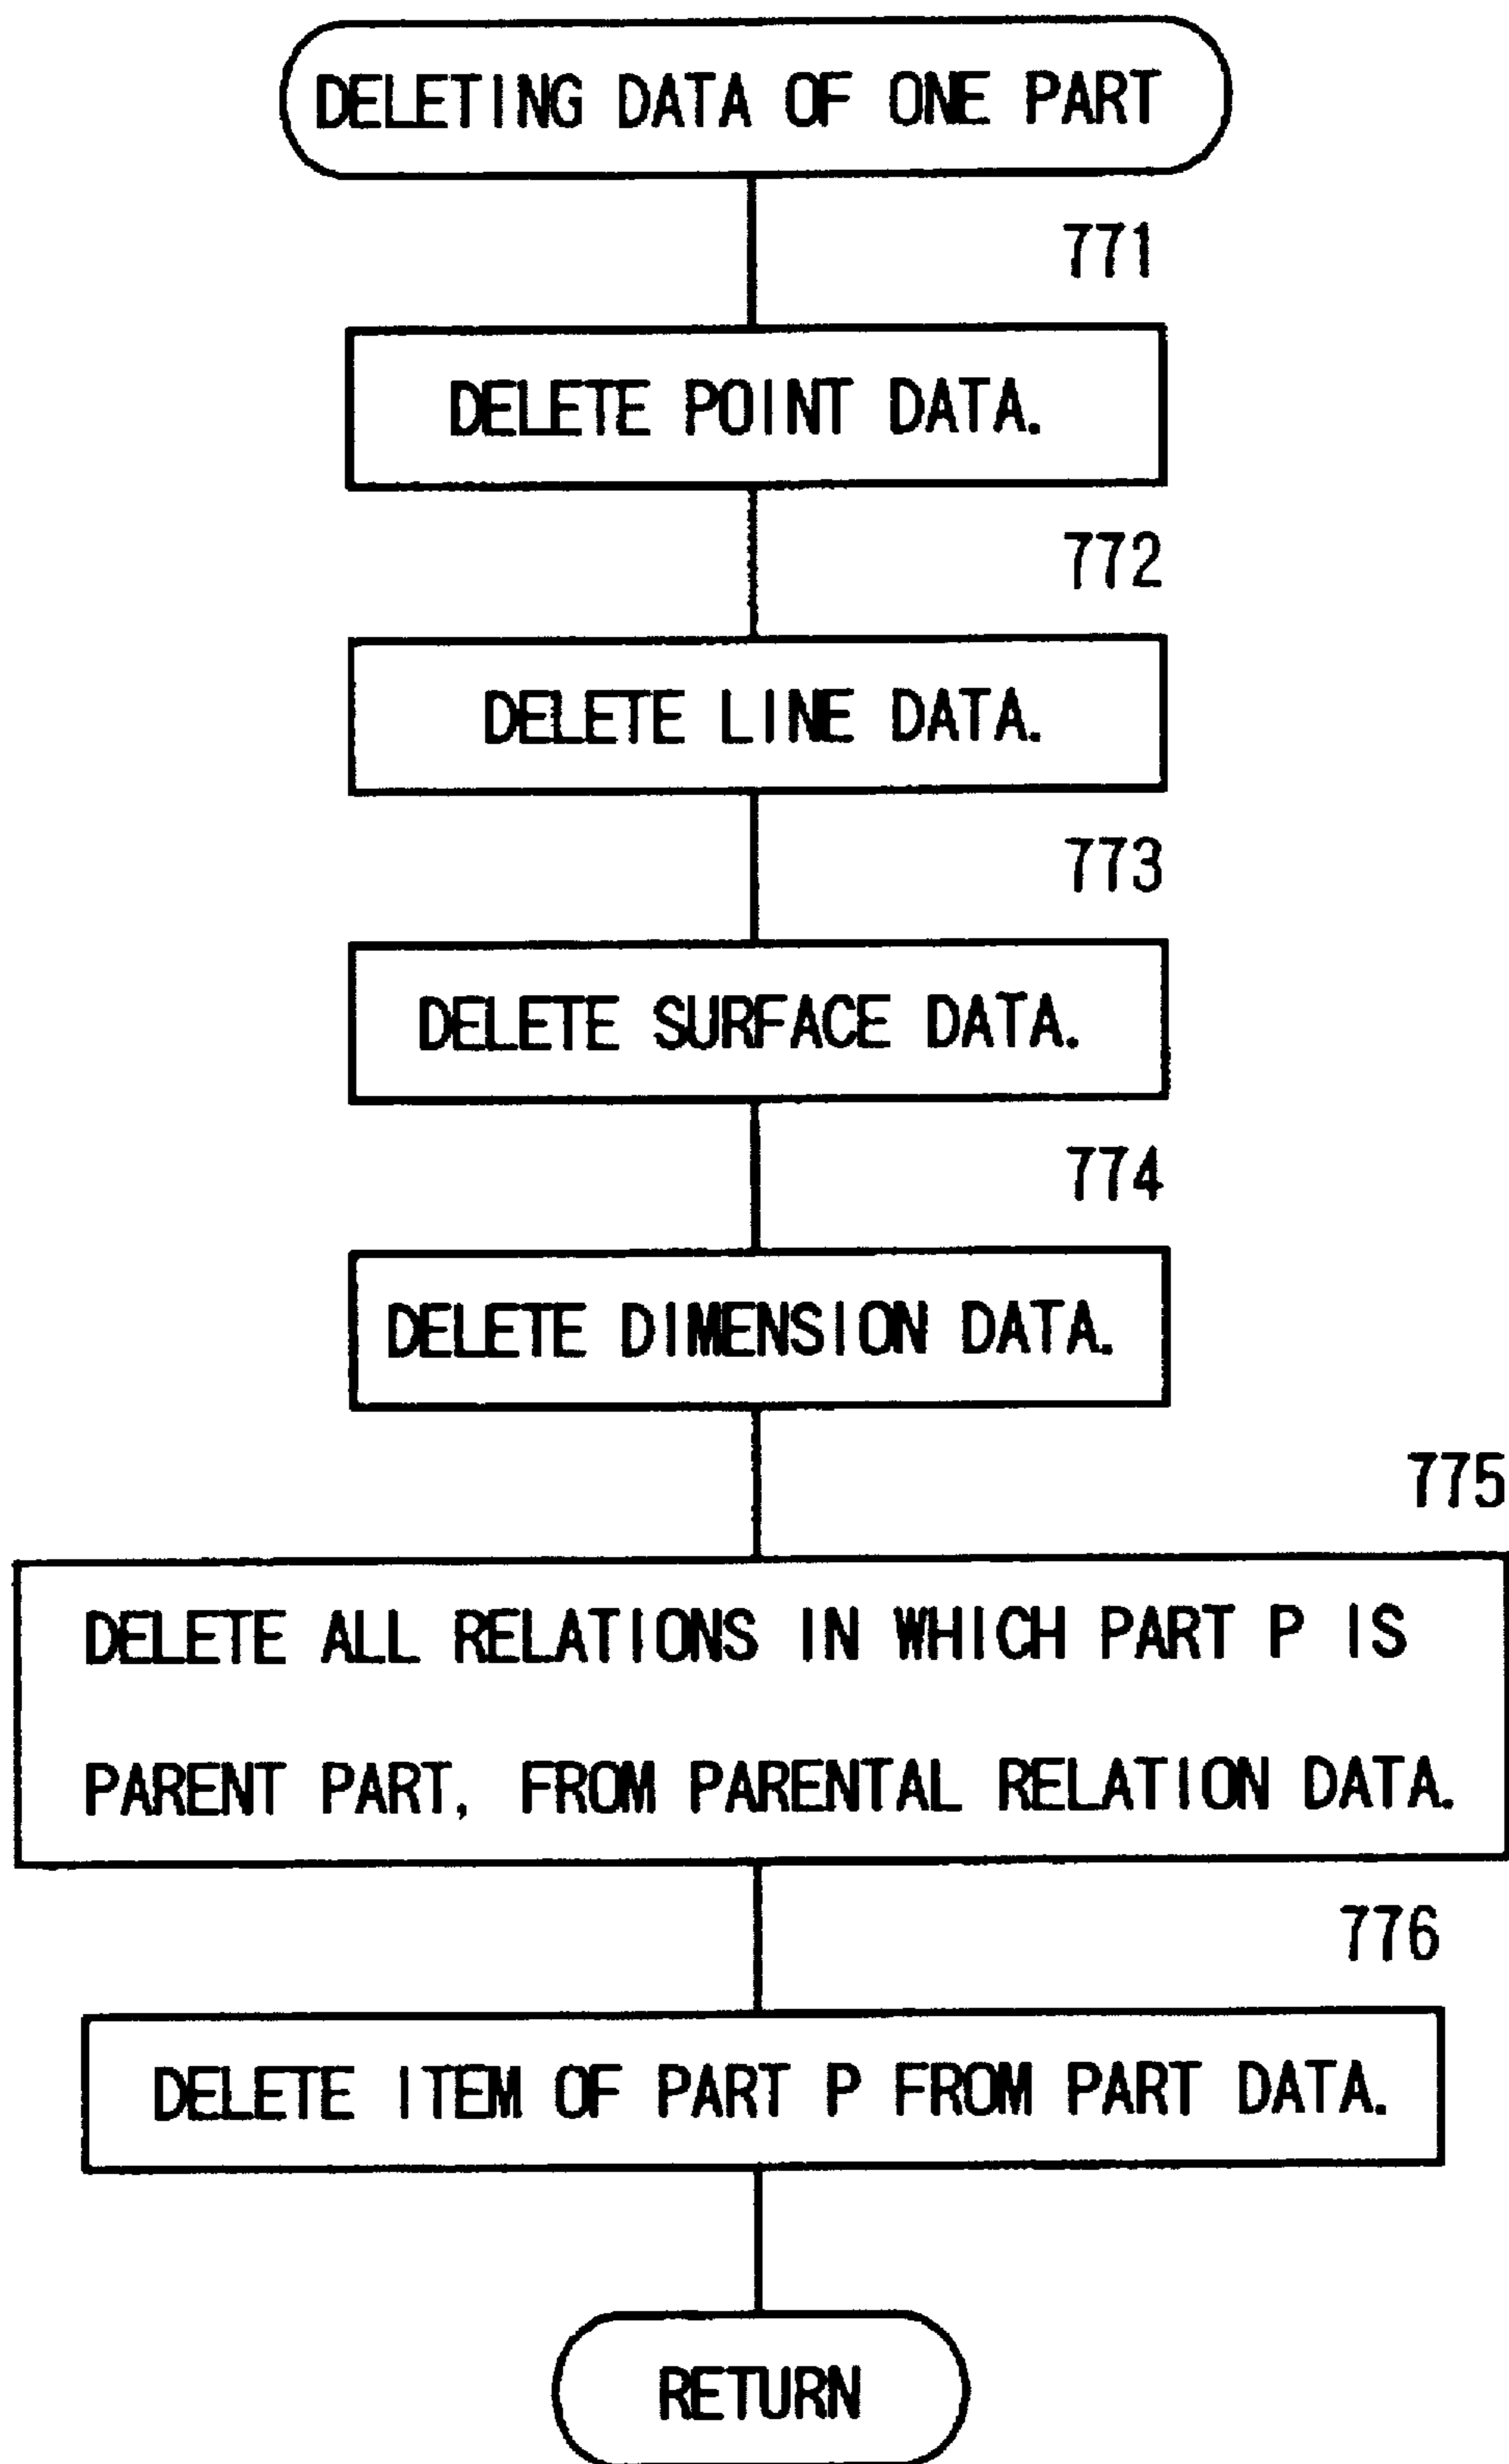 DELETING DATA OF ONE PART
771
DELETE POINT DATA.
772
DELETE LINE DATA.
773
DELETE SURFACE DATA.
774
DELETE DIMENSION DATA.
775
DELETE ALL RELATIONS IN WHICH PART P IS
PARENT PART, FROM PARENTAL RELATION DATA.
776
DELETE ITEM OF PART P FROM PART DATA.
RETURN